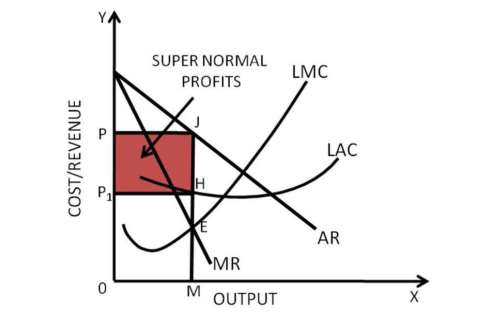 Y
SUPER NORMAL
PROFITS
LMC
COST/REVENUE
P
J
LAC
P1
H
E
AR
MR
0
M
OUTPUT
X